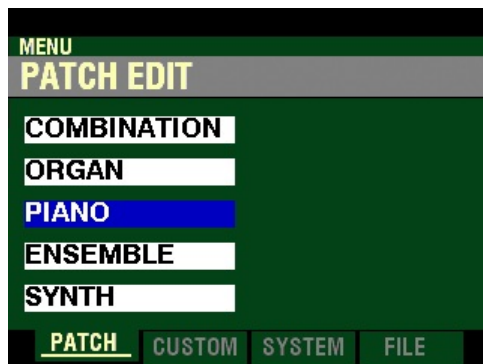 MENU
PATCH EDIT
COMBINATION
ORGAN
PIANO
ENSEMBLE
SYNTH
PATCH CUSTOM SYSTEM FILE